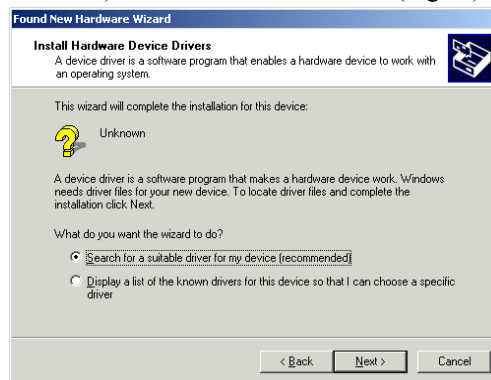 Found New Hardware Wizard
Install Hardware Device Drivers
A device driver is a software program that enables a hardware device to work with
an operating system.
This wizard will complete the installation for this device:
Unknown
A device driver is a software program that makes a hardware device work. Windows
needs driver files for your new device. To locate driver files and complete the
installation click Next.
What do you want the wizard to do?
Search for a suitable driver for my device (recommended)
Display a list of the known drivers for this device so that I can choose a specific
driver
< Back Next > Cancel